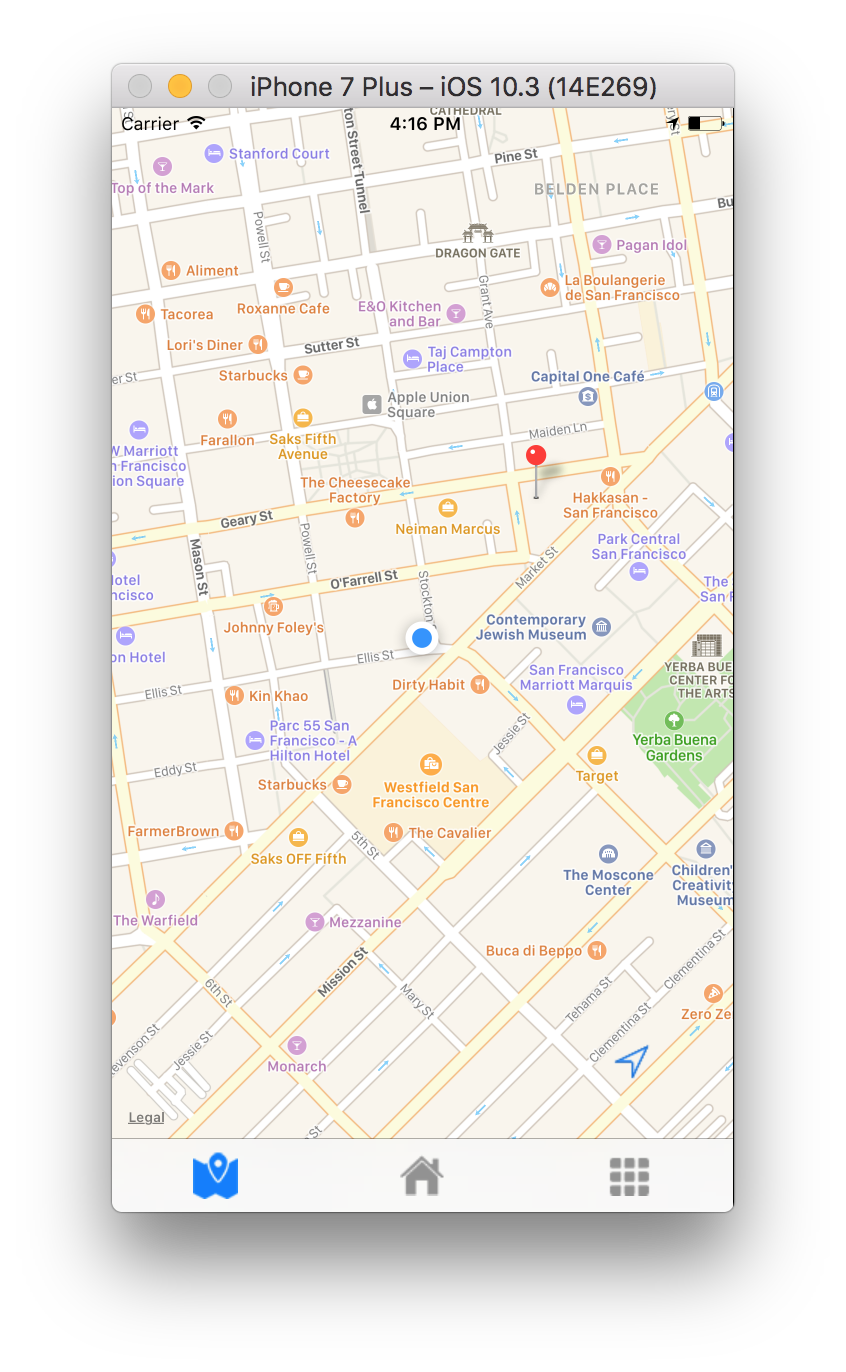 iPhone 7 Plus – iOS 10.3 (14E269)
Carrier
4:16 PM
CATHEDRAL
ton Street Tunnel
Stanford Court
Pine St
Top of the Mark
BELDEN PLACE
Bu
Powell St
DRAGON GATE
Pagan Idol
Aliment
Grant Ave
La Boulangerie
de San Francisco
Roxanne Cafe
E&O Kitchen
and Bar
Tacorea
Lori's Diner
Sutter St
Taj Campton
Place
er St
Starbucks
Capital One Café
Apple Union
Square
Farallon
Saks Fifth
Avenue
Maiden Ln
W Marriott
n Francisco
ion Square
The Cheesecake
Factory
Hakkasan -
San Francisco
Geary St
Neiman Marcus
Powell St
Mason St
Park Central
San Francisco
Hotel
ncisco
O'Farrell St
Stockton
Market St
The
San F
Johnny Foley's
Contemporary
Jewish Museum
on Hotel
Ellis St
YERBA BUE
CENTER FO
THE ARTS
San Francisco
Marriott Marquis
Ellis St
Kin Khao
Dirty Habit
Jessie St
Parc 55 San
Francisco - A
Hilton Hotel
Yerba Buena
Gardens
Eddy St
Target
Starbucks
Westfield San
Francisco Centre
FarmerBrown
The Cavalier
5th St
Saks OFF Fifth
The Moscone
Center
Children'
Creativit
Museum
The Warfield
Mezzanine
Buca di Beppo
Clementina St
Mission St
6th St
Mary St
Tehama St
Zero Ze
evenson St
Jessie St
Clementina St
Monarch
Legal
St